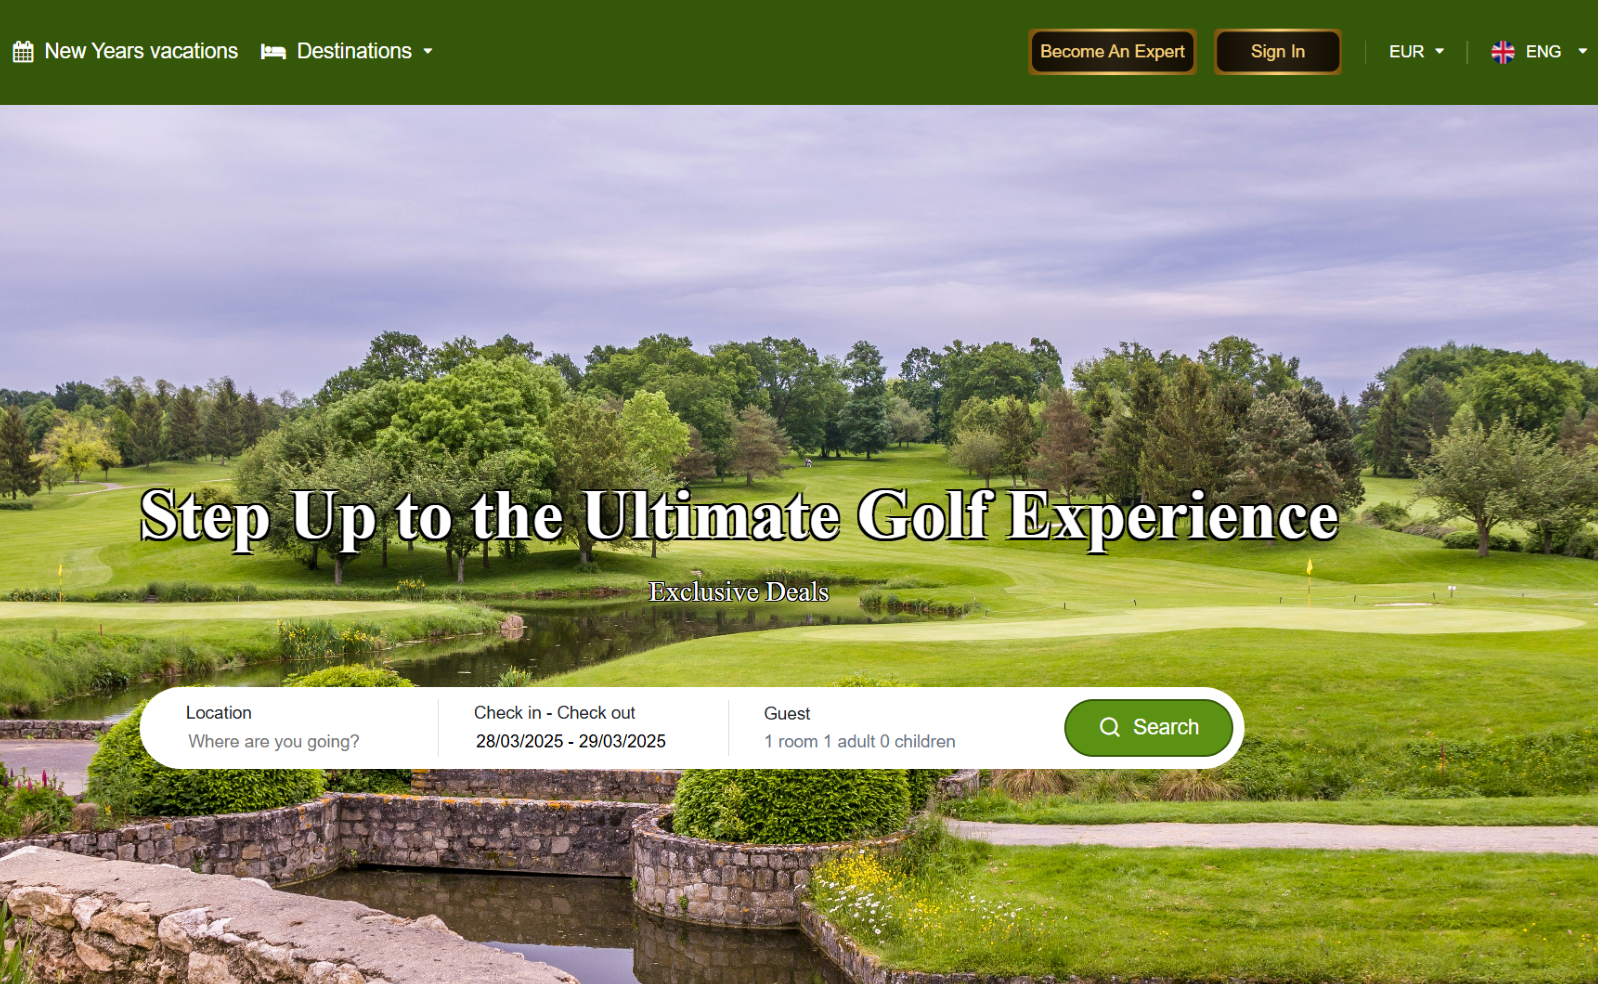 New Years vacations Destinations Become An Expert Sign In EUR ENG
Step Up to the Ultimate Golf Experience
Exclusive Deals
Location Check in - Check out Guest
Where are you going? 28/03/2025 - 29/03/2025 1 room 1 adult 0 children
Search